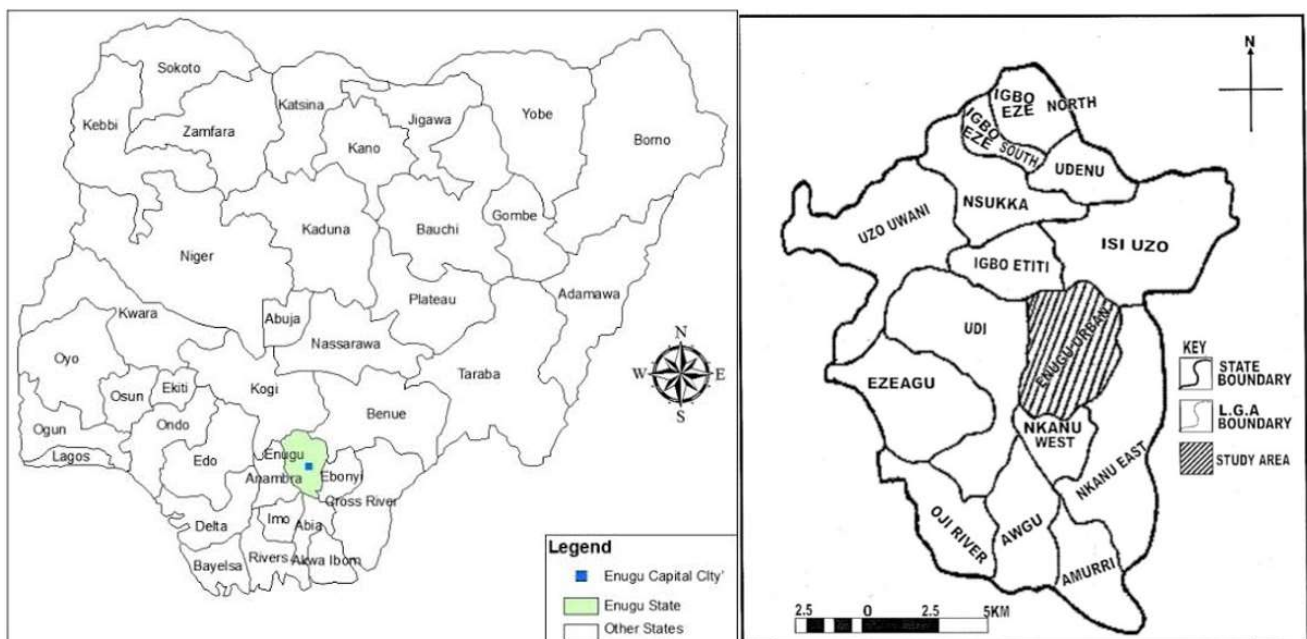 Sokoto
Katsina
Kebbi
Zamfara
Kano
Jigawa
Yobe
Borno
Kaduna
Bauchi
Gombe
Niger
Adamawa
Plateau
Kwara
Abuja
Nassarawa
Oyo
Taraba
Osun
Ekiti
Kogi
Benue
Ogun
Ondo
Lagos
Edo
Enugu
Anambra
Ebonyi
Cross River
Delta
Imo
Abia
Bayelsa
Rivers
Akwa Ibom
N
W
E
S
Legend
Enugu Capital City'
Enugu State
Other States
N
IGBO
EZE NORTH
IGBO
EZE SOUTH
UDENU
NSUKKA
UZO UWANI
ISI UZO
IGBO ETITI
UDI
ENUGU URBAN
EZEAGU
NKANU
WEST
NKANU EAST
OJI RIVER
AWGU
AMURRI
KEY
STATE
BOUNDARY
L.G.A
BOUNDARY
STUDY AREA
2.5 0 2.5 5KM